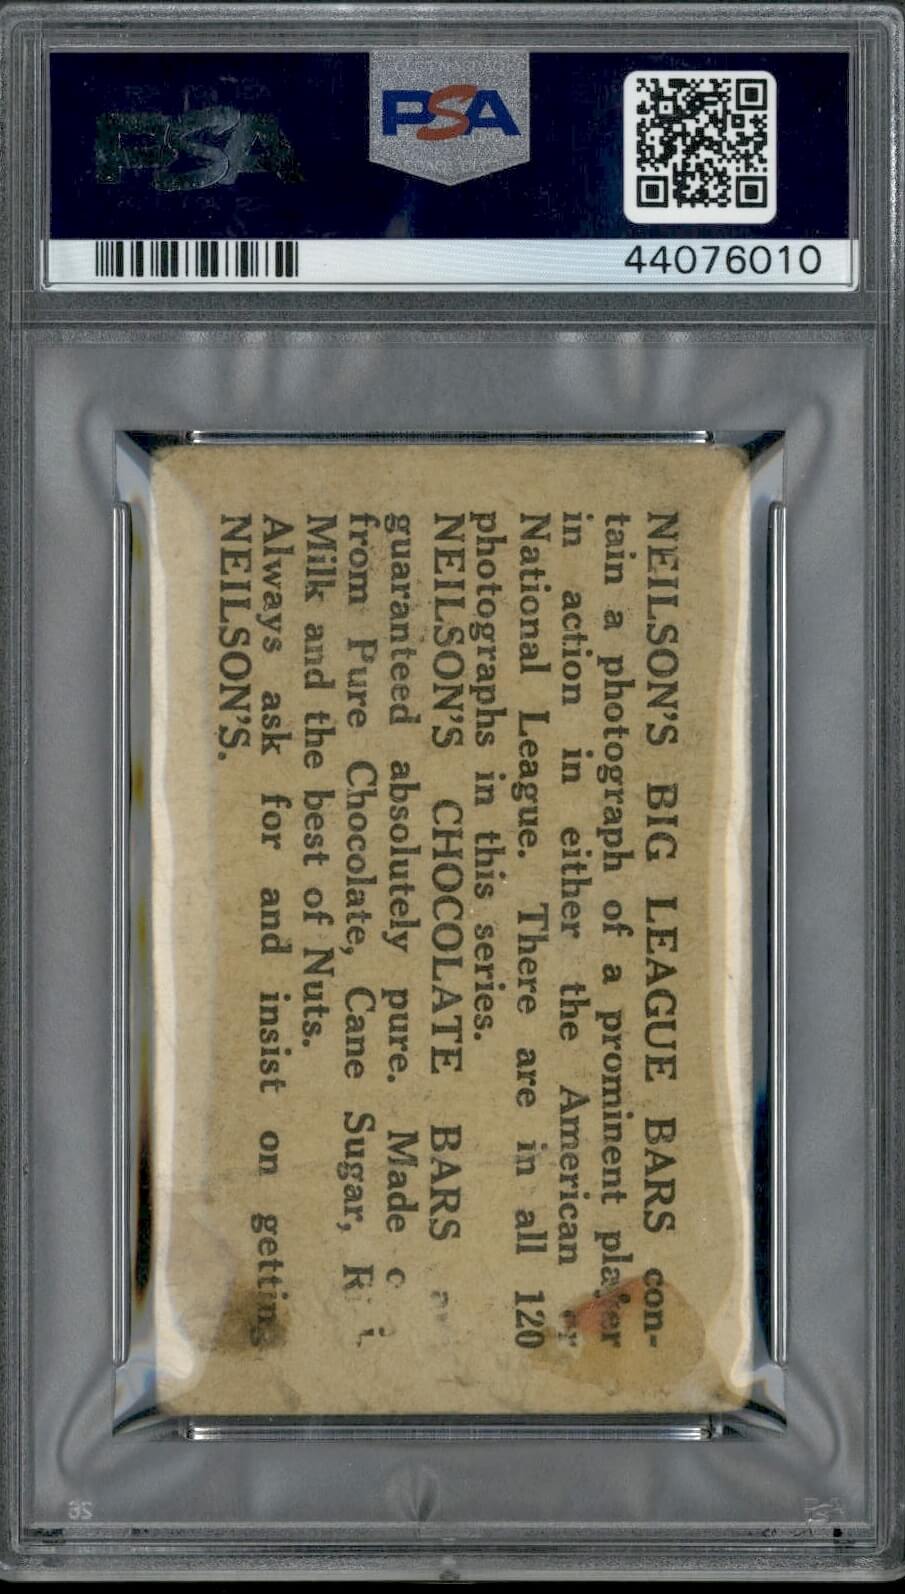 PSA
PSA
44076010
NEILSON'S BIG LEAGUE BARS con-
tain a photograph of a prominent player
in action in either the American or
National League. There are in all 120
photographs in this series.
NEILSON'S CHOCOLATE BARS
guaranteed absolutely pure. Made
from Pure Chocolate, Cane Sugar,
Milk and the best of Nuts.
Always ask for and insist on getting
NEILSON'S.
PSA